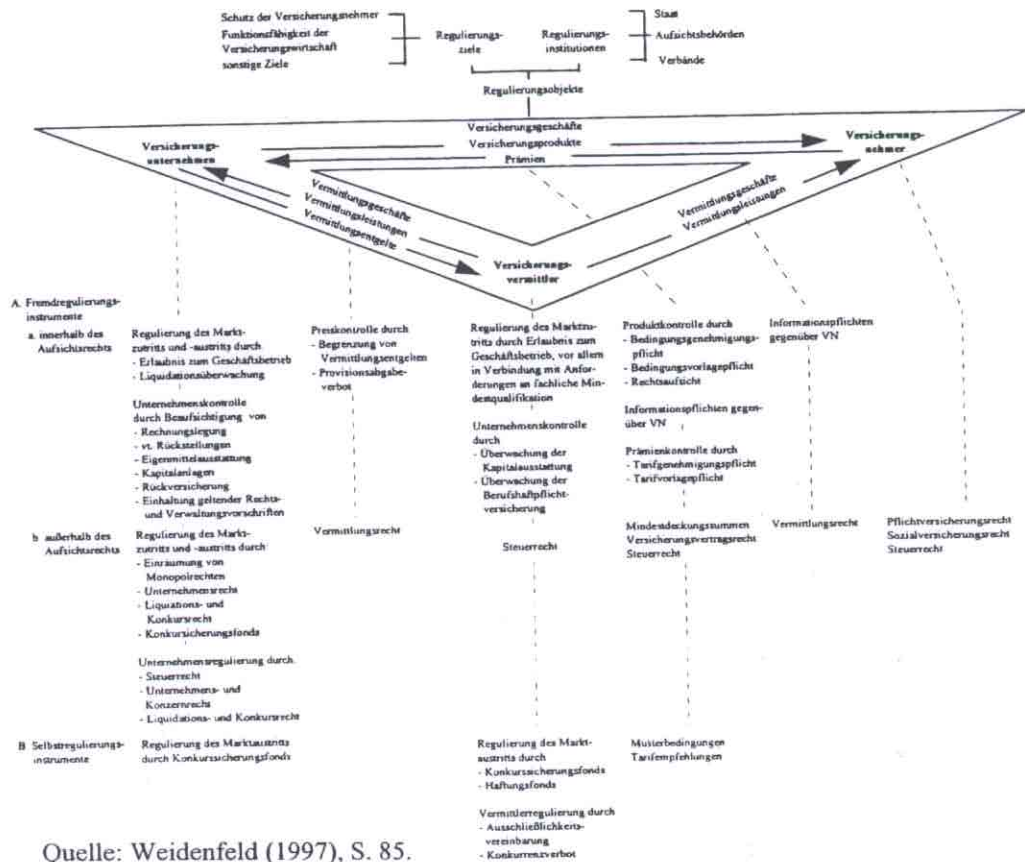 Schutz der Versicherungsnehmer
Funktionsfähigkeit der
Versicherungswirtschaft
sonstige Ziele
Regulierungs-
ziele
Regulierungs-
institutionen
Staat
Aufsichtsbehörden
Verbände
Regulierungsobjekte
Versicherungs-
unternehmen
Versicherungsgeschäfte
Versicherungsprodukte
Prämien
Versicherungs-
nehmer
Vermittlungsgeschäfte
Vermittlungsleistungen
Vermittlungsentgelte
Vermittlungsgeschäfte
Vermittlungsleistungen
Versicherungs-
vermittler
A. Fremdregulierungs-
instrumente
a. innerhalb des
Aufsichtsrechts
Regulierung des Markt-
zutritts und -austritts durch
- Erlaubnis zum Geschäftsbetrieb
- Liquidationsüberwachung
Unternehmenskontrolle
durch Beaufsichtigung von
- Rechnungslegung
- vt. Rückstellungen
- Eigenmittelausstattung
- Kapitalanlagen
- Rückversicherung
- Einhaltung geltender Rechts-
und Verwaltungsvorschriften
Preiskontrolle durch
- Begrenzung von
Vermittlungsentgelten
- Provisionsabgabe-
verbot
Regulierung des Marktzu-
tritts durch Erlaubnis zum
Geschäftsbetrieb, vor allem
in Verbindung mit Anfor-
derungen an fachliche Min-
destqualifikation
Unternehmenskontrolle
durch
- Überwachung der
Kapitalausstattung
- Überwachung der
Berufshaftpflicht-
versicherung
Produktkontrolle durch
- Bedingungsgenehmigungs-
pflicht
- Bedingungsvorlagepflicht
- Rechtsaufsicht
Informationspflichten gegen-
über VN
Prämienkontrolle durch
- Tarifgenehmigungspflicht
- Tarifvorlagepflicht
Informationspflichten
gegenüber VN
b außerhalb des
Aufsichtsrechts
Regulierung des Markt-
zutritts und -austritts durch
- Einräumung von
Monopolrechten
- Unternehmensrecht
- Liquiations- und
Konkursrecht
- Konkursicherungsfonds
Unternehmensregulierung durch
- Steuerrecht
- Unternehmens- und
Konzernrecht
- Liquidations- und Konkursrecht
Vermittlungsrecht
Steuerrecht
Mindestdeckungssummen
Versicherungsvertragsrecht
Steuerrecht
Vermittlungsrecht
Pflichtversicherungsrecht
Sozialversicherungsrecht
Steuerrecht
B Selbstregulierungs-
instrumente
Regulierung des Marktaustritts
durch Konkurssicherungsfonds
Regulierung des Markt-
austritts durch
- Konkurssicherungsfonds
- Haftungsfonds
Vermittlerregulierung durch
- Ausschließlichkeits-
vereinbarung
- Konkurrenzverbot
Musterbedingungen
Tarifempfehlungen
Quelle: Weidenfeld (1997), S. 85.